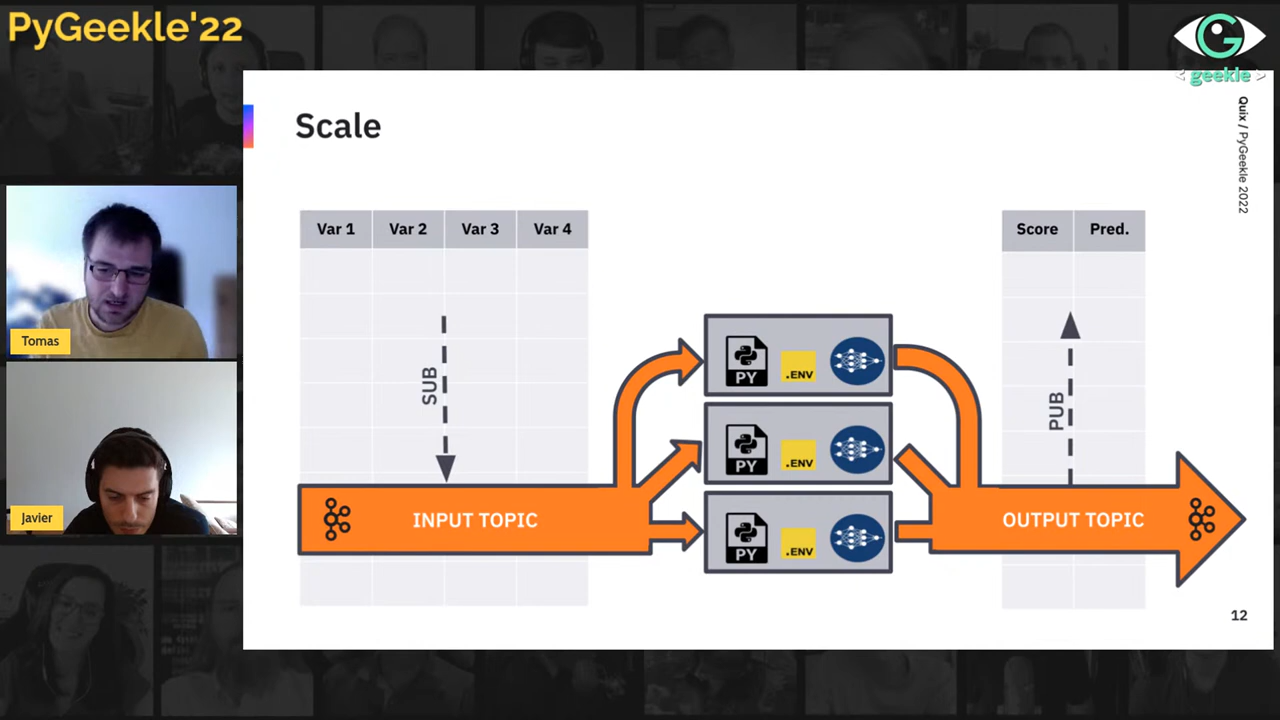 PyGeekle'22
< geekle >
Quix / PyGeekle 2022
Scale
Var 1 Var 2 Var 3 Var 4
Score Pred.
SUB
PUB
PY .ENV
PY .ENV
PY .ENV
INPUT TOPIC
OUTPUT TOPIC
Tomas
Javier
12